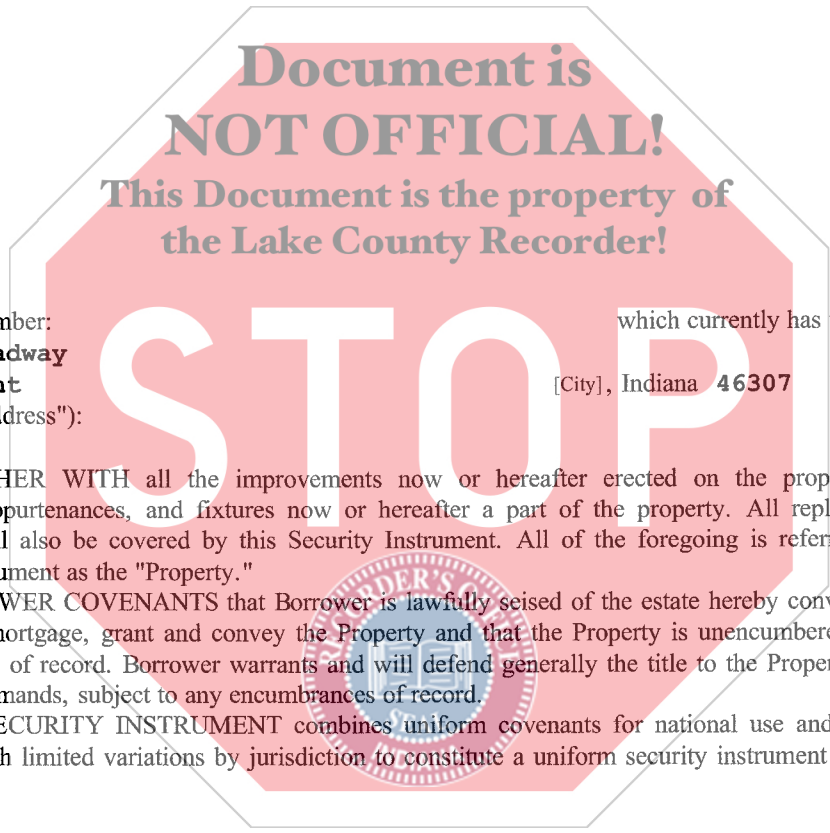 Document is
NOT OFFICIAL!
This Document is the property of
the Lake County Recorder!
STOP
mber: which currently has
adway
nt [City], Indiana 46307
ddress"):
HER WITH all the improvements now or hereafter erected on the prop
ppurtenances, and fixtures now or hereafter a part of the property. All repl
l also be covered by this Security Instrument. All of the foregoing is referr
ument as the "Property."
WER COVENANTS that Borrower is lawfully seised of the estate hereby conv
mortgage, grant and convey the Property and that the Property is unencumbere
of record. Borrower warrants and will defend generally the title to the Proper
mands, subject to any encumbrances of record.
ECURITY INSTRUMENT combines uniform covenants for national use and
h limited variations by jurisdiction to constitute a uniform security instrument
RECORDER'S OFFICE
SEAL
INDIANA